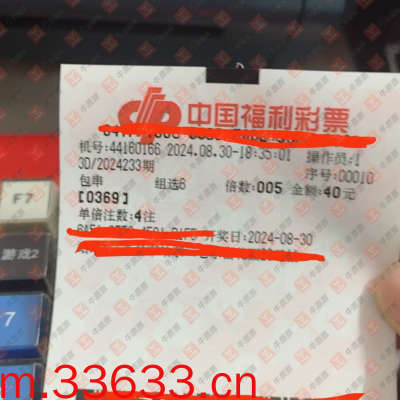 中国福利彩票
机号:44160166 2024.08.30-18:35:01 操作员:1
3D/2024233期 序号:00010
包串 组选6 倍数:005 金额:40元
[0369]
单倍注数:4注
开奖日:2024-08-30
F7
游戏2
7
m.33633.cn